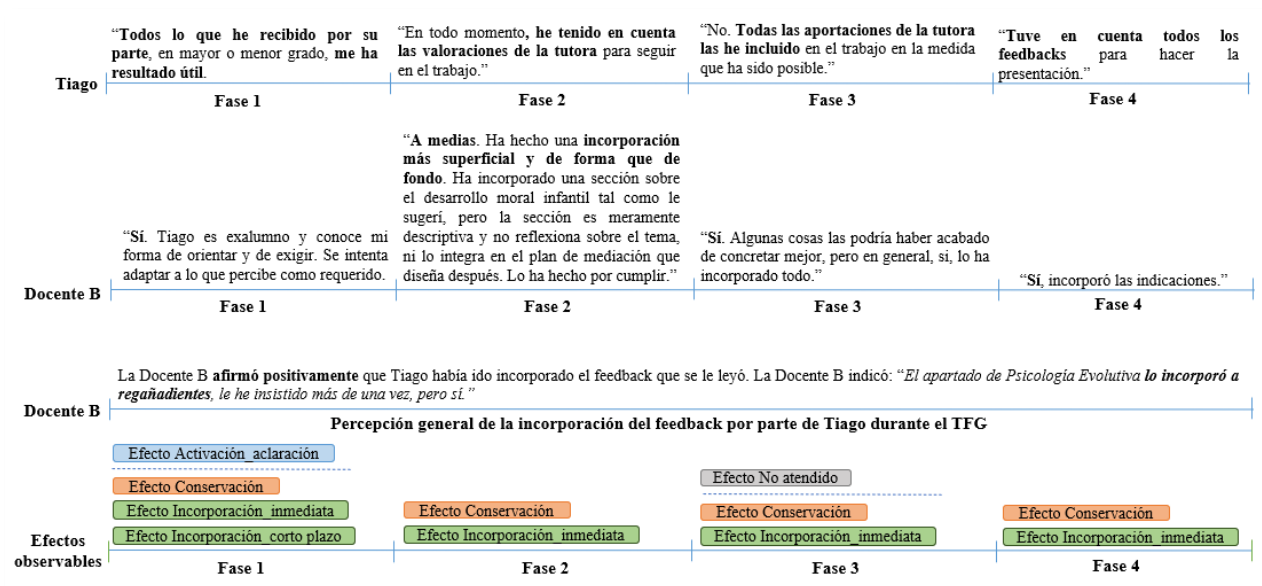 “Todos lo que he recibido por su
parte, en mayor o menor grado, me ha
resultado útil.
“En todo momento, he tenido en cuenta
las valoraciones de la tutora para seguir
en el trabajo.”
“No. Todas las aportaciones de la tutora
las he incluido en el trabajo en la medida
que ha sido posible.”
“Tuve en cuenta todos los
feedbacks para hacer la
presentación.”
Tiago
Fase 1
Fase 2
Fase 3
Fase 4
“Sí. Tiago es exalumno y conoce mi
forma de orientar y de exigir. Se intenta
adaptar a lo que percibe como requerido.
“A medias. Ha hecho una incorporación
más superficial y de forma que de
fondo. Ha incorporado una sección sobre
el desarrollo moral infantil tal como le
sugerí, pero la sección es meramente
descriptiva y no reflexiona sobre el tema,
ni lo integra en el plan de mediación que
diseña después. Lo ha hecho por cumplir.”
“Sí. Algunas cosas las podría haber acabado
de concretar mejor, pero en general, si, lo ha
incorporado todo.”
“Sí, incorporó las indicaciones.”
Docente B
Fase 1
Fase 2
Fase 3
Fase 4
La Docente B afirmó positivamente que Tiago había ido incorporado el feedback que se le leyó. La Docente B indicó: “El apartado de Psicología Evolutiva lo incorporó a
regañadientes, le he insistido más de una vez, pero sí.”
Docente B
Percepción general de la incorporación del feedback por parte de Tiago durante el TFG
Efecto Activación_aclaración
Efecto Conservación
Efecto Incorporación_inmediata
Efecto Incorporación_corto plazo
Efecto Conservación
Efecto Incorporación_inmediata
Efecto No atendido
Efecto Conservación
Efecto Incorporación_inmediata
Efecto Conservación
Efecto Incorporación_inmediata
Efectos
observables
Fase 1
Fase 2
Fase 3
Fase 4